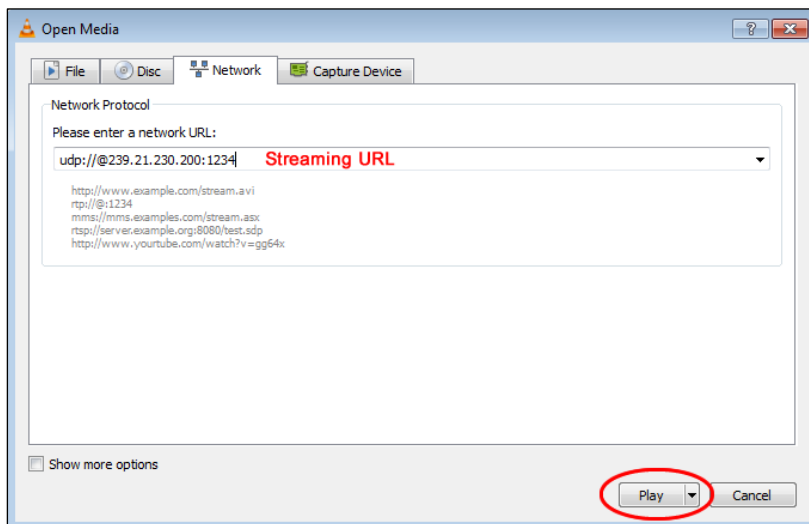 Open Media
File Disc Network Capture Device
Network Protocol
Please enter a network URL:
udp://@239.21.230.200:1234 Streaming URL
http://www.example.com/stream.avi
rtp://@:1234
mms://mms.examples.com/stream.asx
rtsp://server.example.org:8080/test.sdp
http://www.yourtube.com/watch?v=gg64x
Show more options
Play Cancel